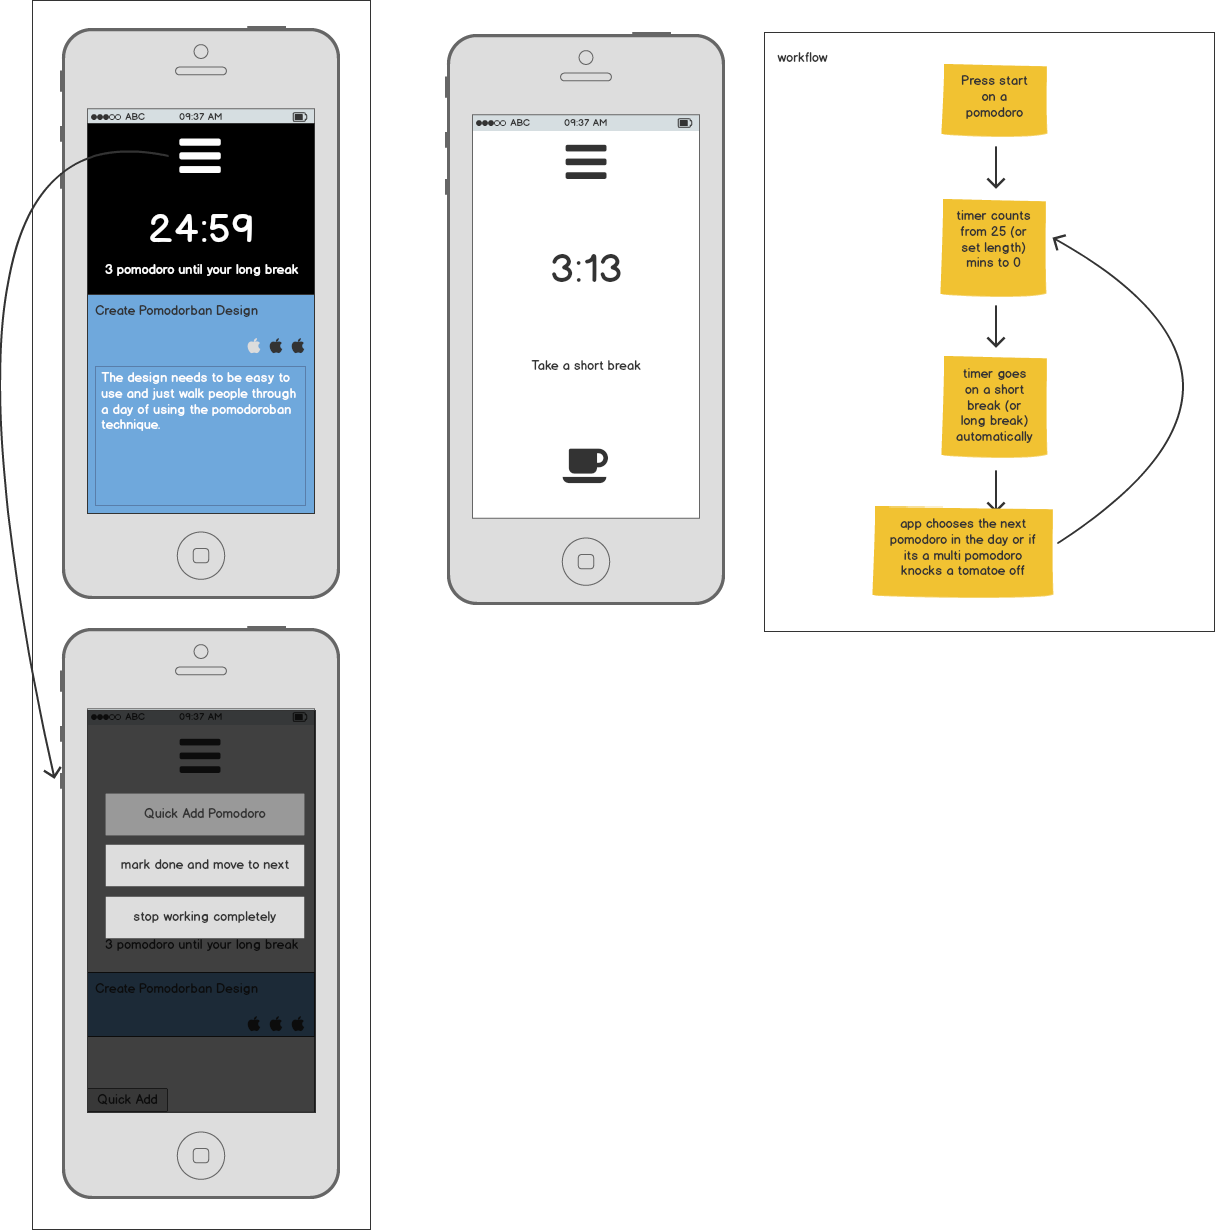 ABC 09:37 AM
24:59
3 pomodoro until your long break
Create Pomodorban Design
The design needs to be easy to
use and just walk people through
a day of using the pomodoroban
technique.
ABC 09:37 AM
3:13
Take a short break
workflow
Press start
on a
pomodoro
timer counts
from 25 (or
set length)
mins to 0
timer goes
on a short
break (or
long break)
automatically
app chooses the next
pomodoro in the day or if
its a multi pomodoro
knocks a tomatoe off
ABC 09:37 AM
Quick Add Pomodoro
mark done and move to next
stop working completely
3 pomodoro until your long break
Create Pomodorban Design
Quick Add